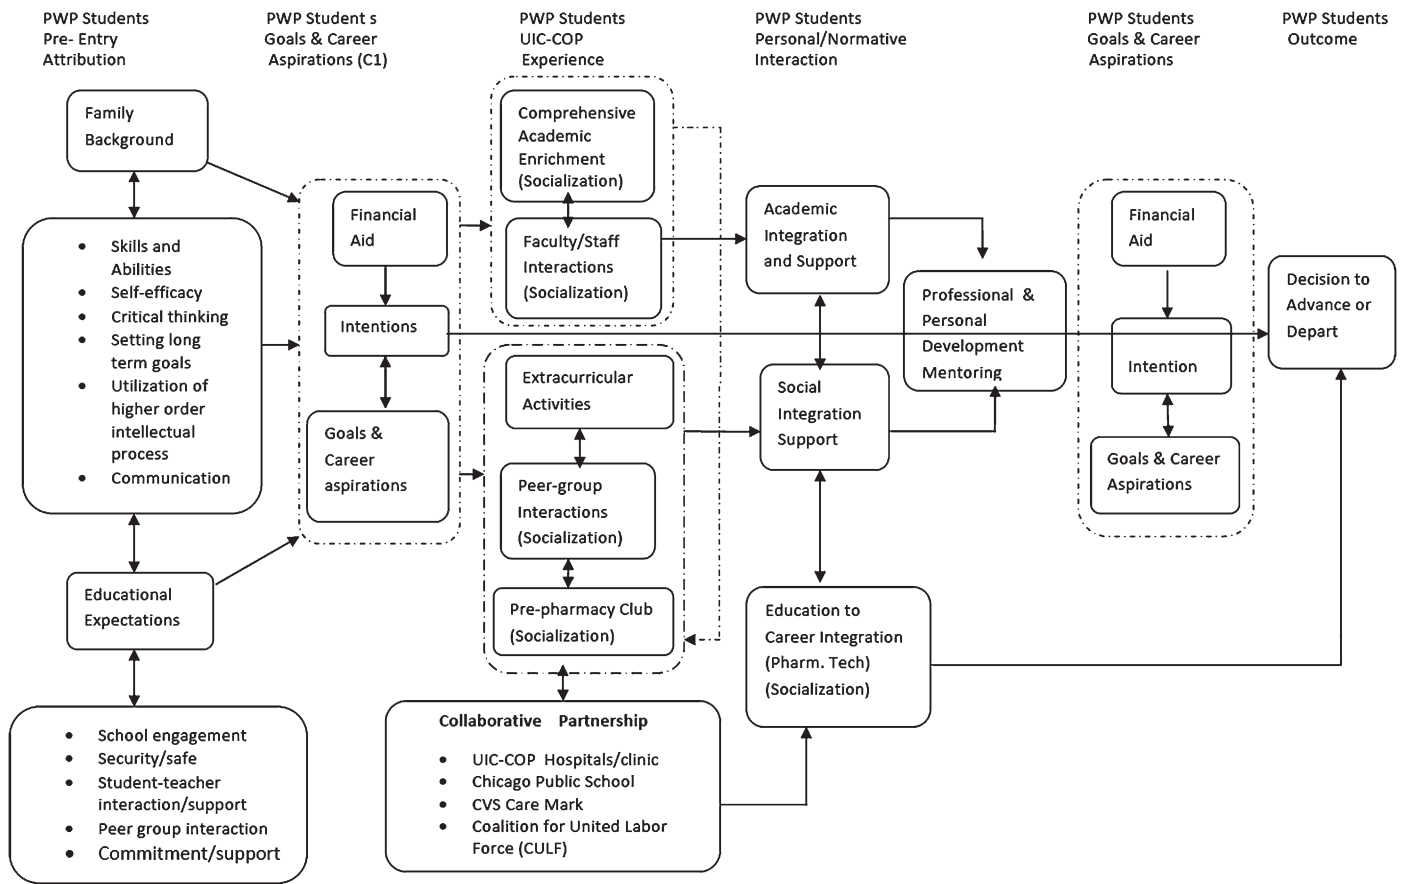 PWP Students
Pre- Entry
Attribution
PWP Student s
Goals & Career
Aspirations (C1)
PWP Students
UIC-COP
Experience
PWP Students
Personal/Normative
Interaction
PWP Students
Goals & Career
Aspirations
PWP Students
Outcome
Family
Background
• Skills and
Abilities
• Self-efficacy
• Critical thinking
• Setting long
term goals
• Utilization of
higher order
intellectual
process
• Communication
Educational
Expectations
• School engagement
• Security/safe
• Student-teacher
interaction/support
• Peer group interaction
• Commitment/support
Financial
Aid
Intentions
Goals &
Career
aspirations
Comprehensive
Academic
Enrichment
(Socialization)
Faculty/Staff
Interactions
(Socialization)
Extracurricular
Activities
Peer-group
Interactions
(Socialization)
Pre-pharmacy Club
(Socialization)
Collaborative Partnership
• UIC-COP Hospitals/clinic
• Chicago Public School
• CVS Care Mark
• Coalition for United Labor
Force (CULF)
Academic
Integration
and Support
Social
Integration
Support
Education to
Career Integration
(Pharm. Tech)
(Socialization)
Professional &
Personal
Development
Mentoring
Financial
Aid
Intention
Goals & Career
Aspirations
Decision to
Advance or
Depart